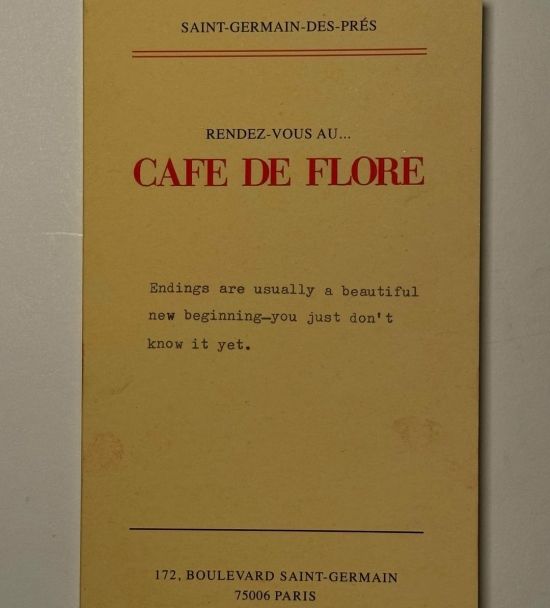 SAINT-GERMAIN-DES-PRÉS
RENDEZ-VOUS AU...
CAFE DE FLORE
Endings are usually a beautiful
new beginning—you just don't
know it yet.
172, BOULEVARD SAINT-GERMAIN
75006 PARIS